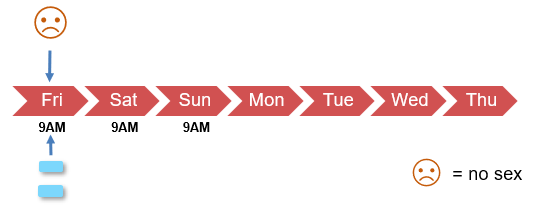 Fri Sat Sun Mon Tue Wed Thu
9AM 9AM 9AM
= no sex